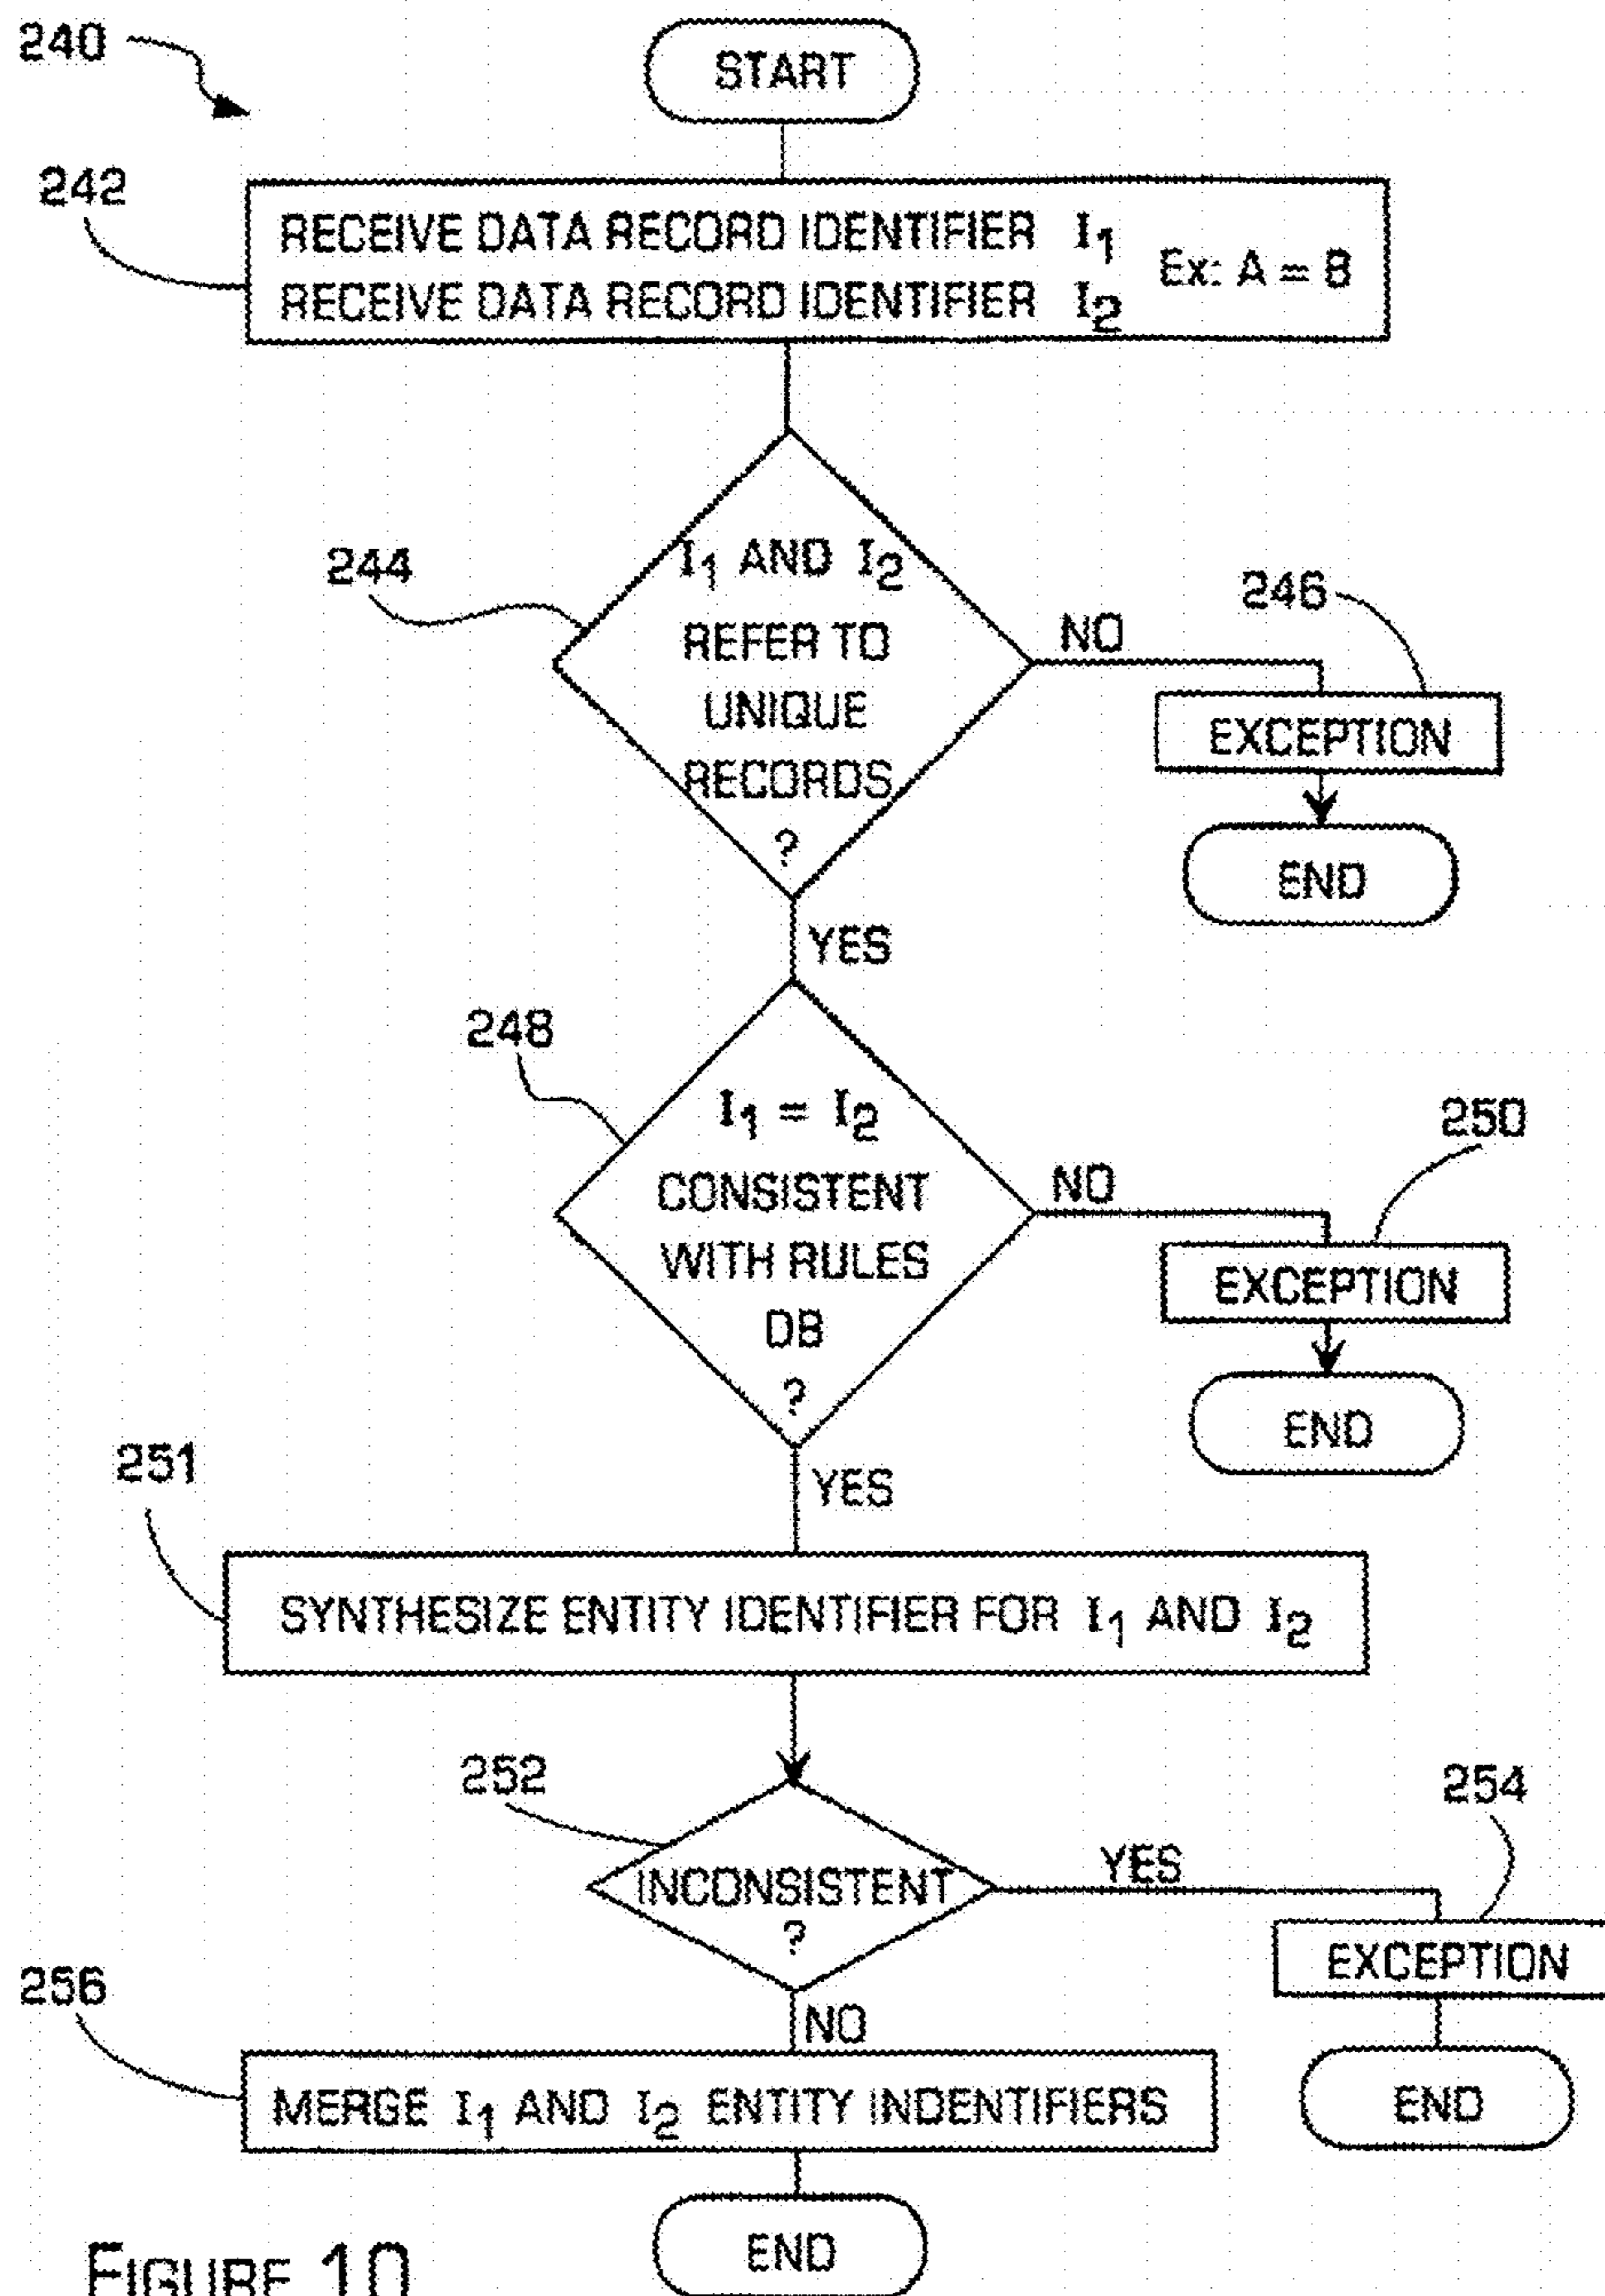 240
START
242
RECEIVE DATA RECORD IDENTIFIER I1
RECEIVE DATA RECORD IDENTIFIER I2
Ex: A = B
244
I1 AND I2
REFER TO
UNIQUE
RECORDS
?
NO
246
EXCEPTION
END
YES
248
I1 = I2
CONSISTENT
WITH RULES
DB
?
NO
250
EXCEPTION
END
YES
251
SYNTHESIZE ENTITY IDENTIFIER FOR I1 AND I2
252
INCONSISTENT
?
YES
254
EXCEPTION
END
NO
256
MERGE I1 AND I2 ENTITY INDENTIFIERS
END
FIGURE 10